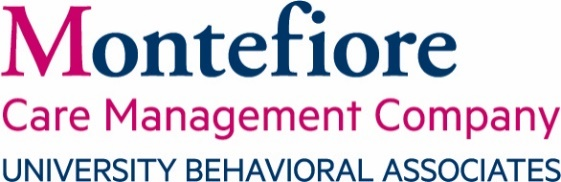 Montefiore
Care Management Company
UNIVERSITY BEHAVIORAL ASSOCIATES